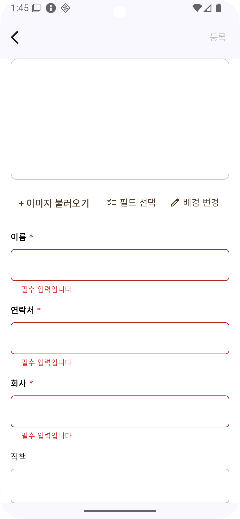 1:45
등록
+ 이미지 불러오기
필드 선택
배경 변경
이름 *
필수 입력입니다
연락처 *
필수 입력입니다
회사 *
필수 입력입니다
직책